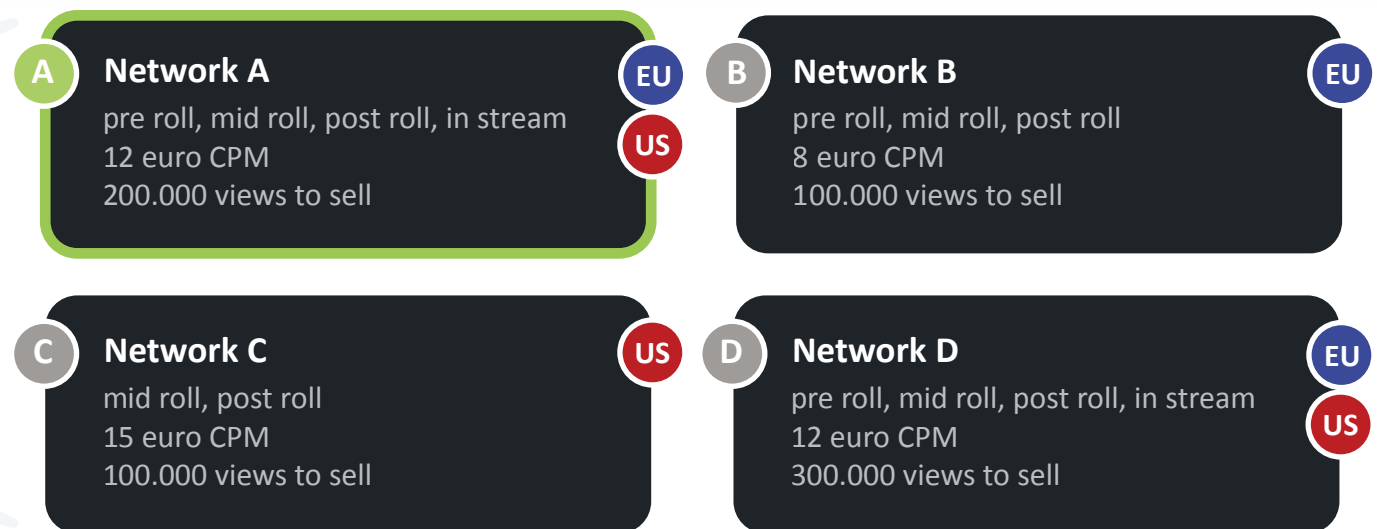 A
Network A
EU
pre roll, mid roll, post roll, in stream
US
12 euro CPM
200.000 views to sell
B
Network B
EU
pre roll, mid roll, post roll
8 euro CPM
100.000 views to sell
C
Network C
US
mid roll, post roll
15 euro CPM
100.000 views to sell
D
Network D
EU
pre roll, mid roll, post roll, in stream
US
12 euro CPM
300.000 views to sell